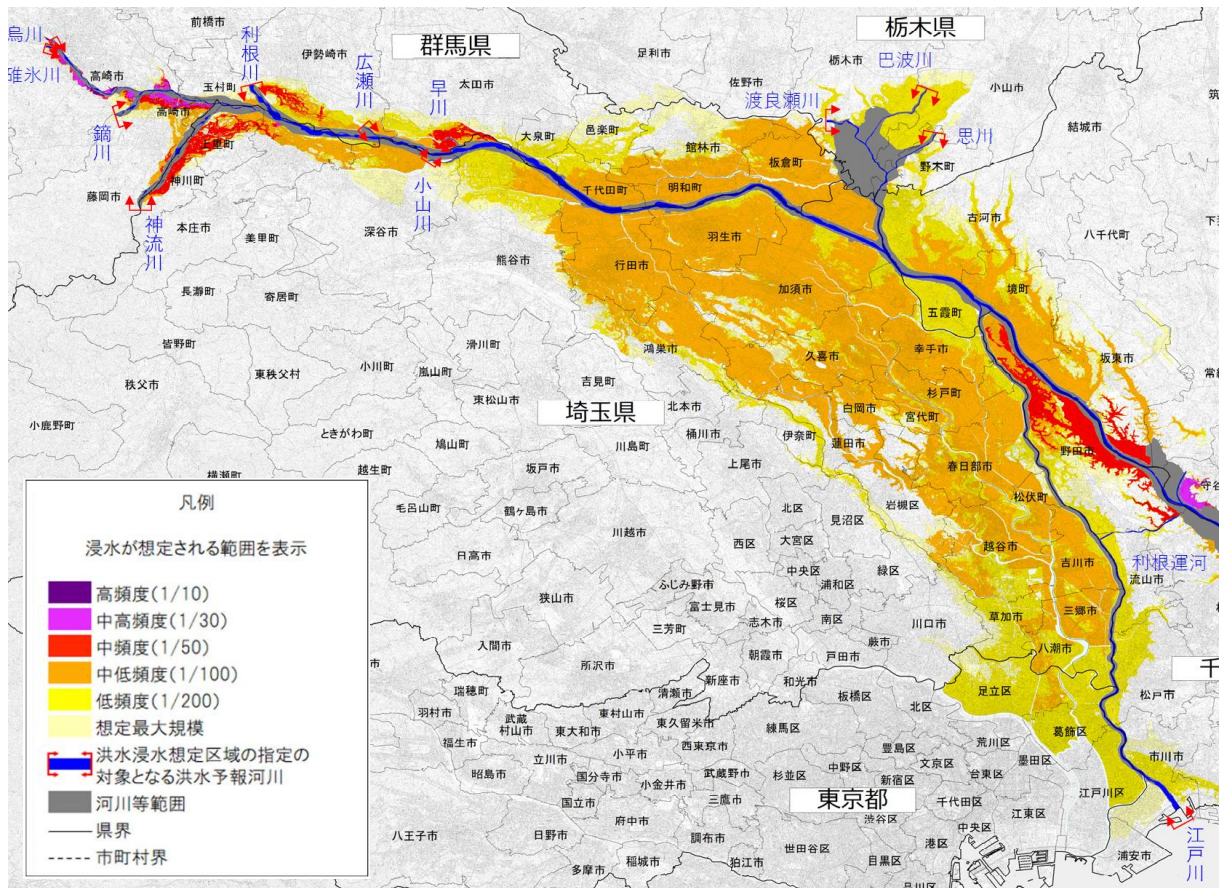 前橋市
栃木県
烏川
利根川
伊勢崎市
群馬県
足利市
栃木市
巴波川
碓氷川
高崎市
玉村町
広瀬川
早川
太田市
佐野市
小山市
渡良瀬川
鏑川
高崎市
大泉町
邑楽町
思川
結城市
上里町
館林市
板倉町
野木町
藤岡市
神川町
小山川
千代田町
明和町
神流川
本庄市
美里町
深谷市
羽生市
古河市
八千代町
熊谷市
行田市
長瀞町
寄居町
加須市
境町
五霞町
皆野町
滑川町
鴻巣市
久喜市
幸手市
坂東市
秩父市
東秩父村
小川町
嵐山町
吉見町
杉戸町
東松山市
埼玉県
北本市
白岡市
宮代町
小鹿野町
ときがわ町
鳩山町
川島町
桶川市
伊奈町
蓮田市
野田市
横瀬町
越生町
坂戸市
上尾市
春日部市
守谷
松伏町
毛呂山町
鶴ヶ島市
川越市
北区
見沼区
岩槻区
西区
大宮区
越谷市
日高市
吉川市
利根運河
ふじみ野市
中央区
浦和区
緑区
流山市
狭山市
富士見市
桜区
三郷市
三芳町
志木市
南区
草加市
川口市
入間市
所沢市
朝霞市
戸田市
蕨市
八潮市
千
瑞穂町
清瀬市
新座市
和光市
板橋区
足立区
松戸市
羽村市
武蔵村山市
東大和市
東村山市
東久留米市
練馬区
北区
葛飾区
福生市
立川市
小平市
西東京市
豊島区
荒川区
市川市
昭島市
国分寺市
小金井市
武蔵野市
杉並区
中野区
文京区
台東区
墨田区
新宿区
国立市
三鷹市
東京都
千代田区
江戸川区
府中市
渋谷区
江東区
八王子市
日野市
調布市
世田谷区
中央区
港区
江戸川
多摩市
稲城市
狛江市
目黒区
浦安市
品川区
凡例
浸水が想定される範囲を表示
高頻度(1/10)
中高頻度(1/30)
中頻度(1/50)
中低頻度(1/100)
低頻度(1/200)
想定最大規模
洪水浸水想定区域の指定の
対象となる洪水予報河川
河川等範囲
県界
市町村界